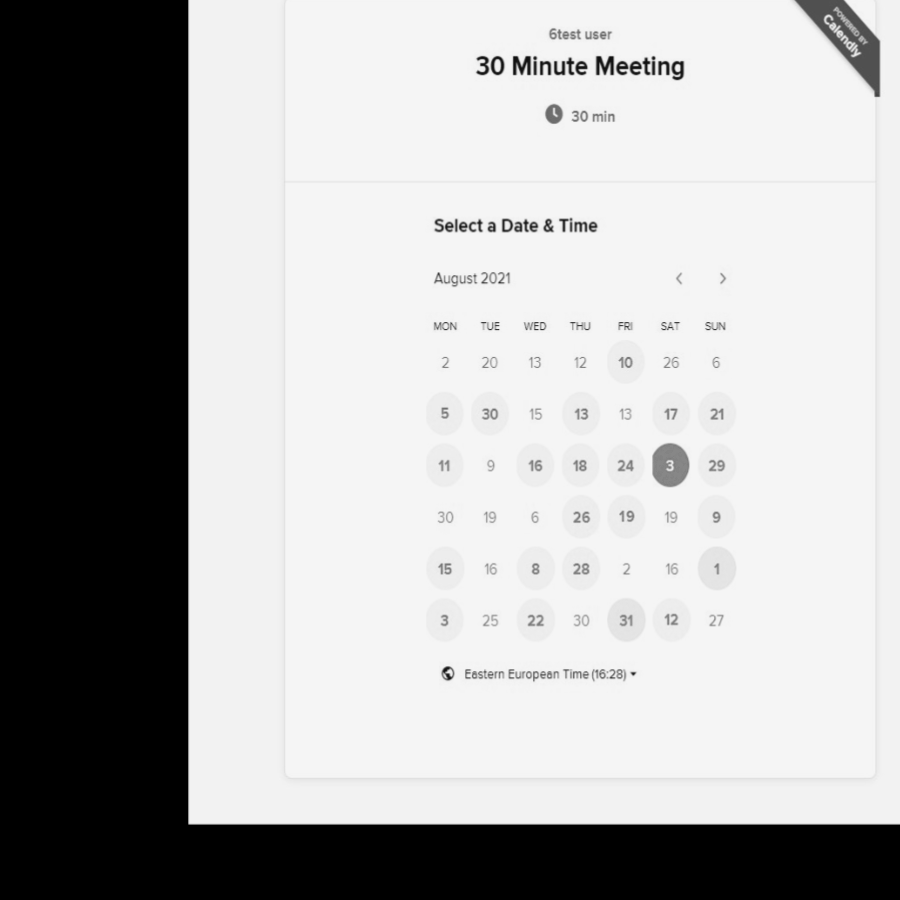 POWERED BY
Calendly
6test user
30 Minute Meeting
30 min
Select a Date & Time
August 2021
MON TUE WED THU FRI SAT SUN
2 20 13 12 10 26 6
5 30 15 13 13 17 21
11 9 16 18 24 3 29
30 19 6 26 19 19 9
15 16 8 28 2 16 1
3 25 22 30 31 12 27
Eastern European Time (16:28)